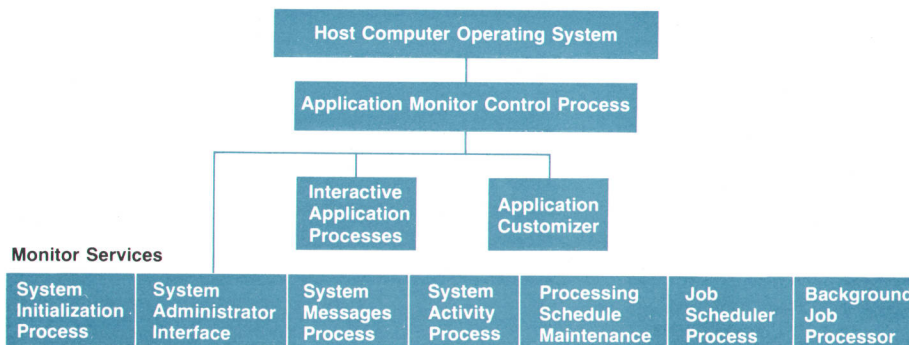 Host Computer Operating System
Application Monitor Control Process
Interactive
Application
Processes
Application
Customizer
Monitor Services
System
Initialization
Process
System
Administrator
Interface
System
Messages
Process
System
Activity
Process
Processing
Schedule
Maintenance
Job
Scheduler
Process
Background
Job
Processor